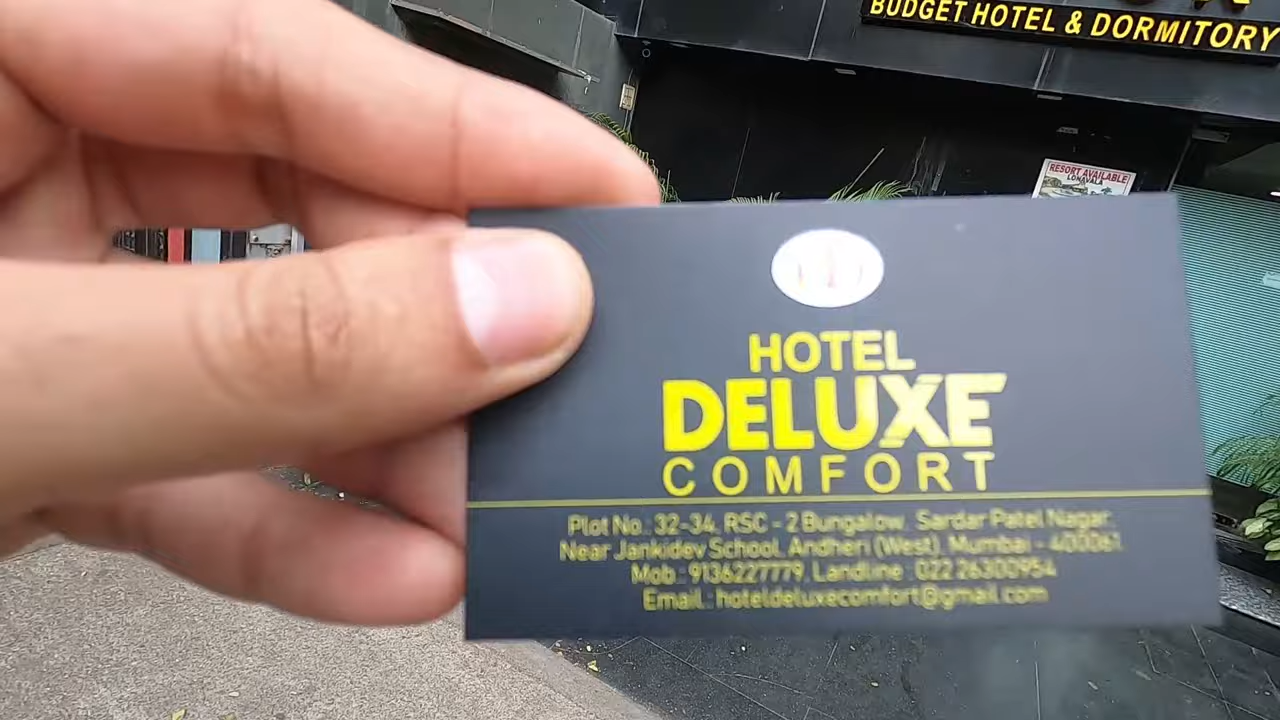 BUDGET HOTEL & DORMITORY
RESORT AVAILABLE
LONAVALA
HOTEL
DELUXE
COMFORT
Plot No.: 32-34, RSC - 2 Bungalow, Sardar Patel Nagar,
Near Jankidev School, Andheri (West), Mumbai - 400061.
Mob.: 9136227779, Landline : 022 26300954
Email : hoteldeluxecomfort@gmail.com